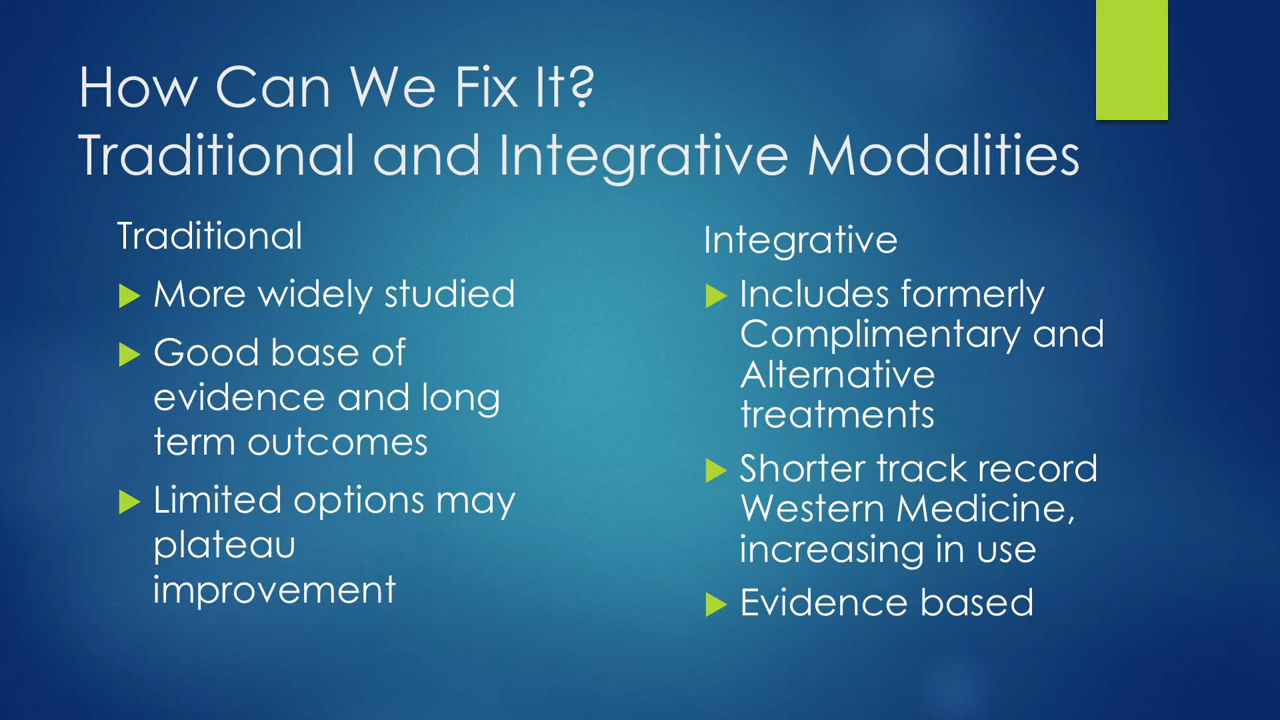 How Can We Fix It?
Traditional and Integrative Modalities
Traditional
More widely studied
Good base of
evidence and long
term outcomes
Limited options may
plateau
improvement
Integrative
Includes formerly
Complimentary and
Alternative
treatments
Shorter track record
Western Medicine,
increasing in use
Evidence based